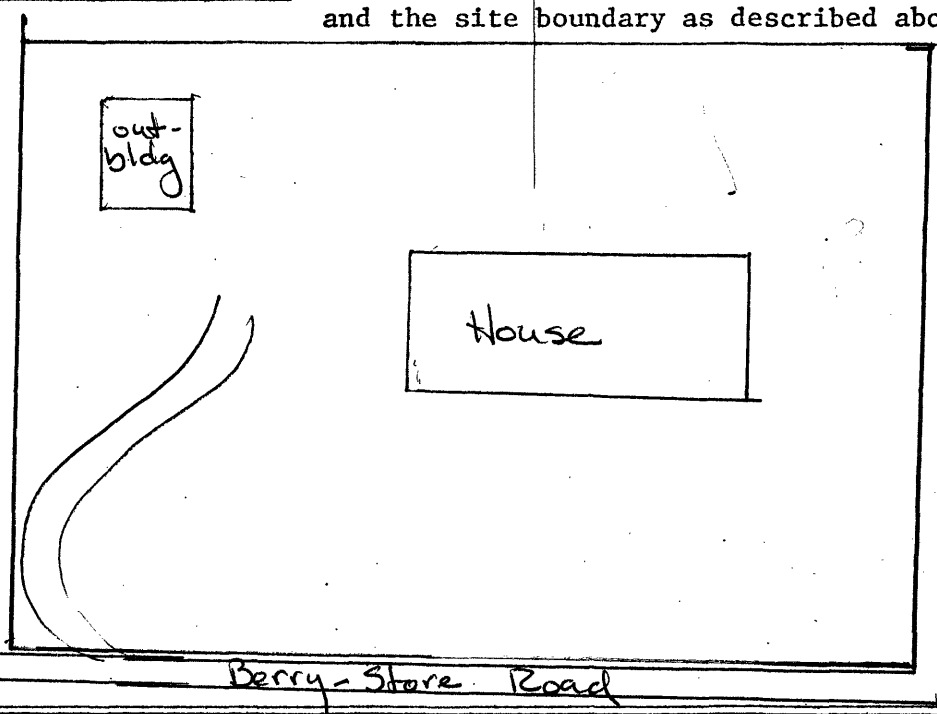 and the site boundary as described abo
out-
bldg
House
Berry-Store Road